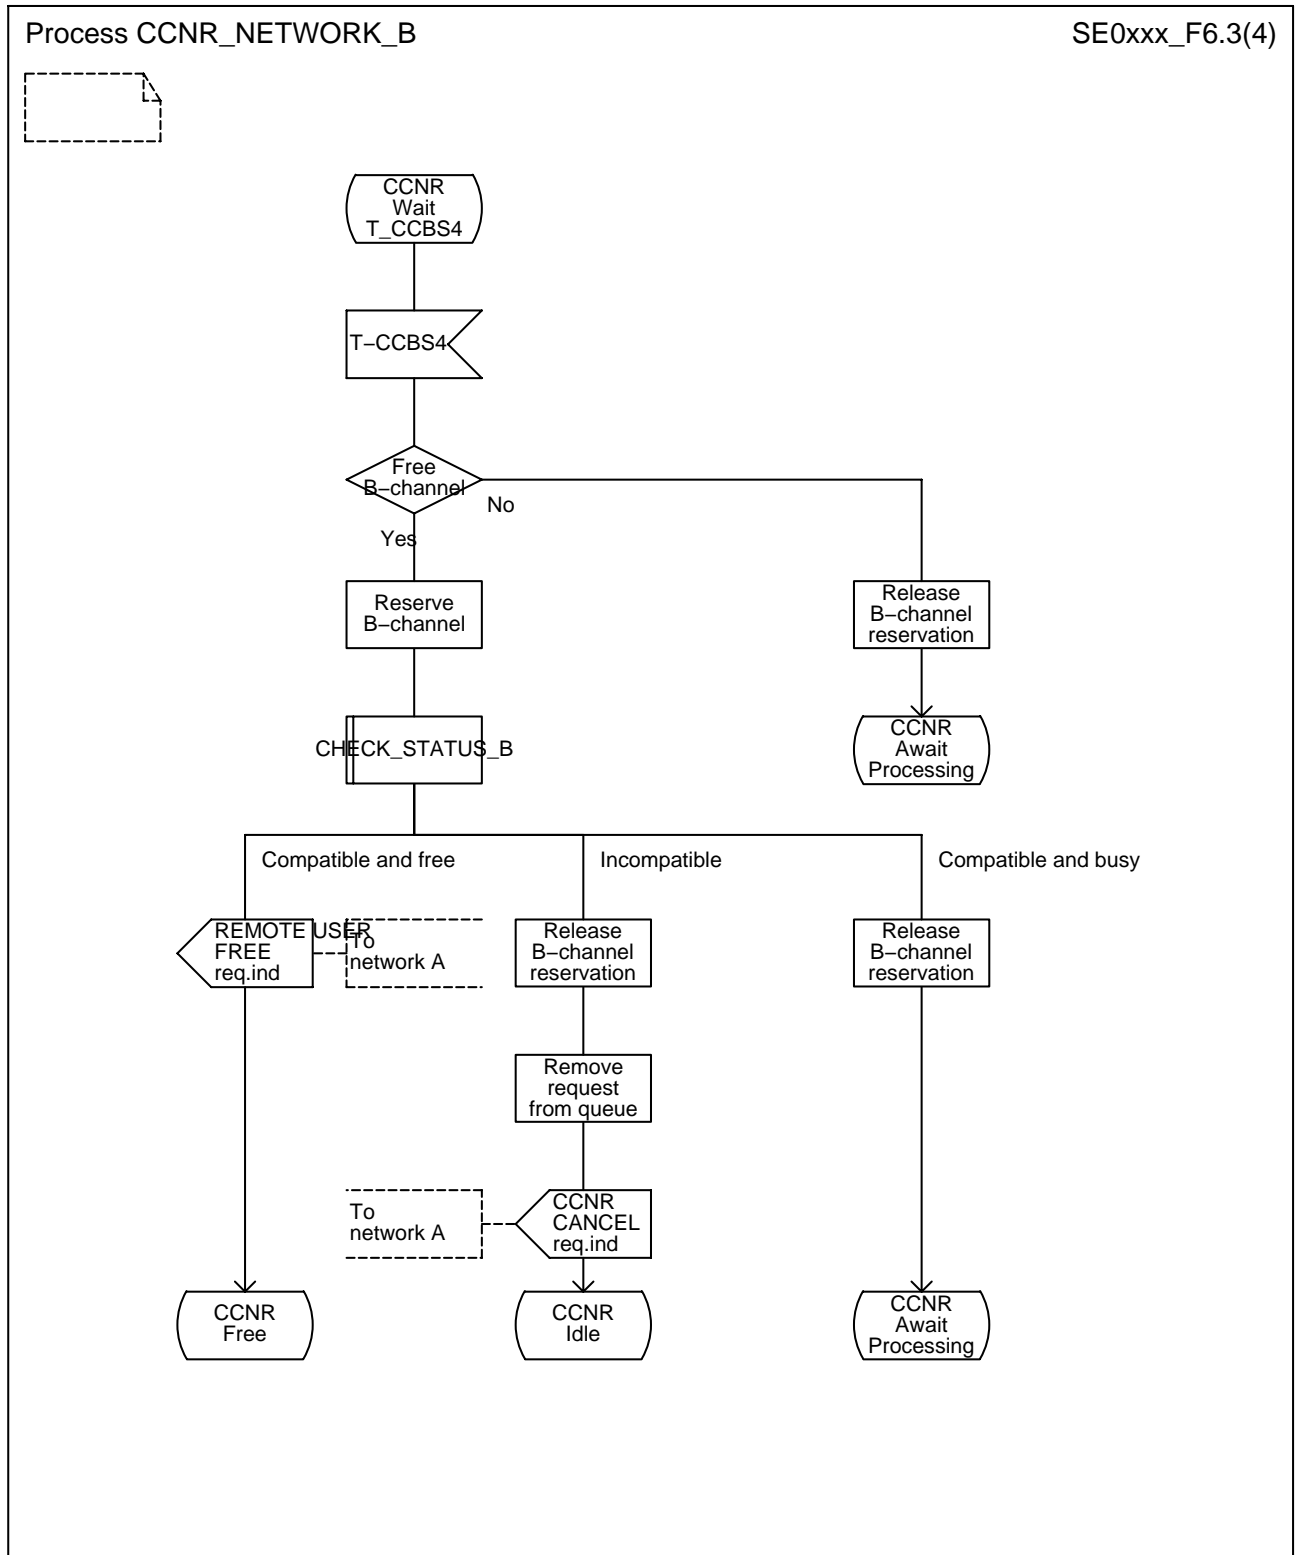 Process CCNR_NETWORK_B
SE0xxx_F6.3(4)
CCNR
Wait
T_CCBS4
T−CCBS4
Free
B−channel
No
Yes
Reserve
B−channel
Release
B−channel
reservation
CHECK_STATUS_B
CCNR
Await
Processing
Compatible and free
Incompatible
Compatible and busy
REMOTE USER
FREE
req.ind
To
network A
Release
B−channel
reservation
Release
B−channel
reservation
Remove
request
from queue
To
network A
CCNR
CANCEL
req.ind
CCNR
Free
CCNR
Idle
CCNR
Await
Processing